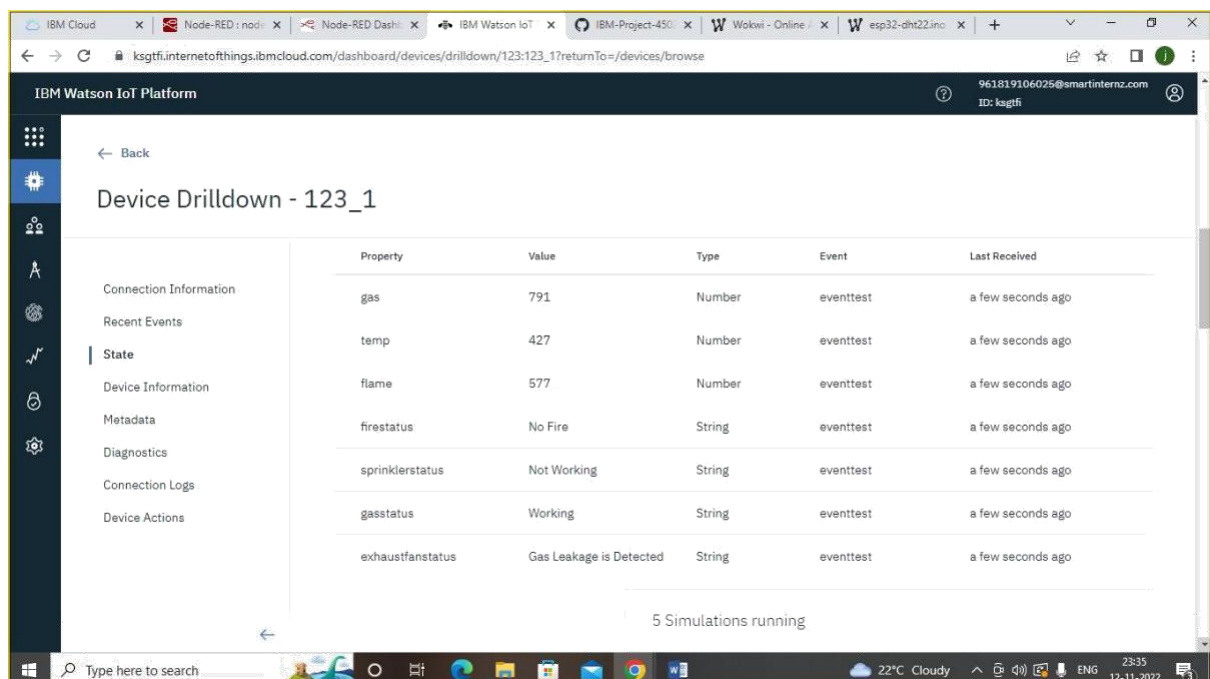 IBM Cloud
Node-RED : node
Node-RED Dashb
IBM Watson IoT
IBM-Project-450
Wokwi - Online
esp32-dht22.ino
ksgtfi.internetofthings.ibmcloud.com/dashboard/devices/drilldown/123:123_1?returnTo=/devices/browse
j
IBM Watson IoT Platform
961819106025@smartinternz.com
ID: ksgtfi
Back
Device Drilldown - 123_1
Connection Information
Recent Events
State
Device Information
Metadata
Diagnostics
Connection Logs
Device Actions
Property Value Type Event Last Received
gas 791 Number eventtest a few seconds ago
temp 427 Number eventtest a few seconds ago
flame 577 Number eventtest a few seconds ago
firestatus No Fire String eventtest a few seconds ago
sprinklerstatus Not Working String eventtest a few seconds ago
gasstatus Working String eventtest a few seconds ago
exhaustfanstatus Gas Leakage is Detected String eventtest a few seconds ago
5 Simulations running
Type here to search
22°C Cloudy
ENG
23:35
12-11-2022